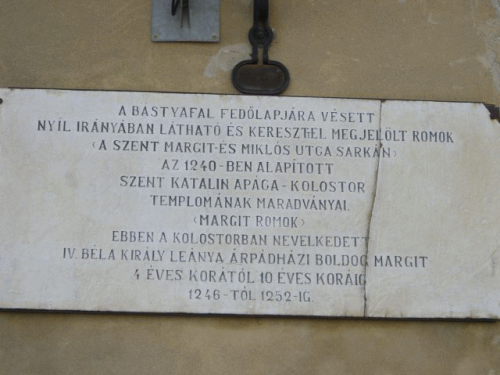 A BÁSTYAFAL FEDŐLAPJÁRA VÉSETT
NYÍL IRÁNYÁBAN LÁTHATÓ ÉS KERESZTEL MEGJELÖLT ROMOK
(A SZENT MARGIT-ÉS MIKLÓS UTCA SARKÁN)
AZ 1240-BEN ALAPÍTOTT
SZENT KATALIN APÁCA-KOLOSTOR
TEMPLOMÁNAK MARADVÁNYAI.
(MARGIT ROMOK)
EBBEN A KOLOSTORBAN NEVELKEDETT
IV. BÉLA KIRÁLY LEÁNYA ÁRPÁDHÁZI BOLDOG MARGIT
4 ÉVES KORÁTÓL 10 ÉVES KORÁIG
1246-TÓL 1252-IG.